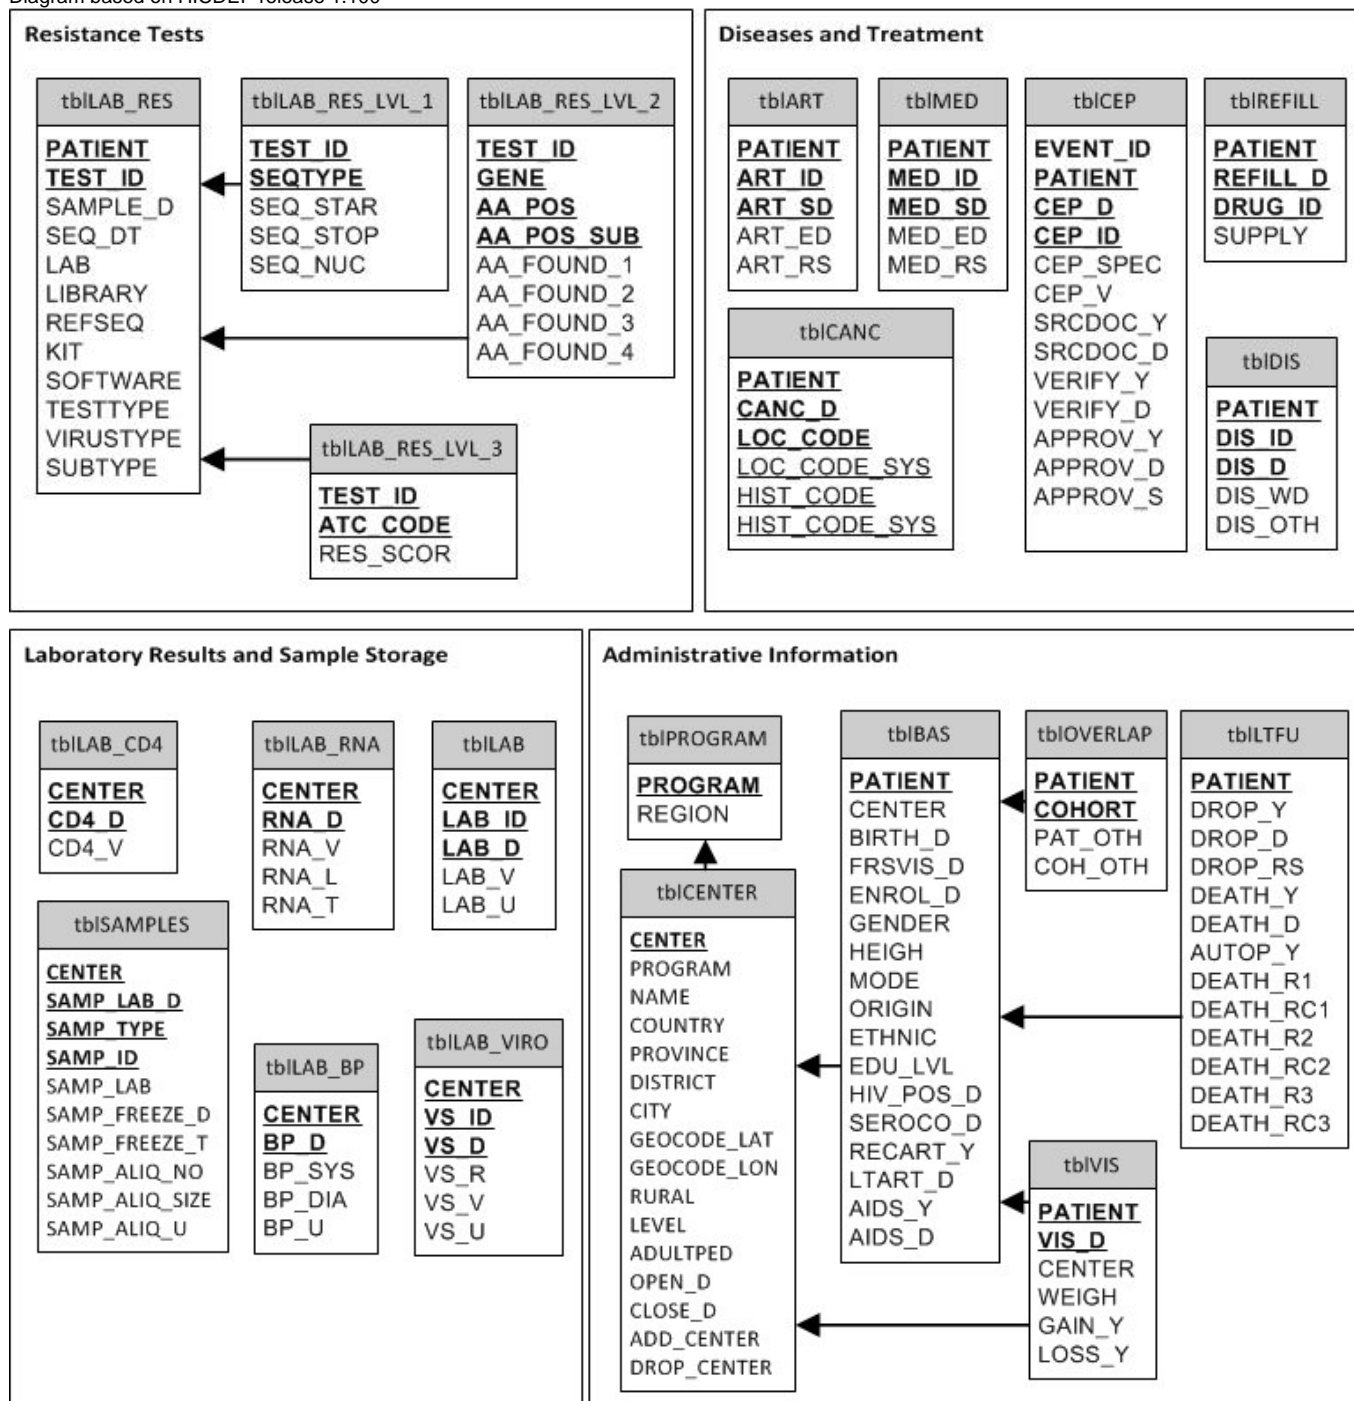 Resistance Tests
tblLAB_RES
PATIENT
TEST_ID
SAMPLE_D
SEQ_DT
LAB
LIBRARY
REFSEQ
KIT
SOFTWARE
TESTTYPE
VIRUSTYPE
SUBTYPE
tblLAB_RES_LVL_1
TEST_ID
SEQTYPE
SEQ_STAR
SEQ_STOP
SEQ_NUC
tblLAB_RES_LVL_2
TEST_ID
GENE
AA_POS
AA_POS_SUB
AA_FOUND_1
AA_FOUND_2
AA_FOUND_3
AA_FOUND_4
tblLAB_RES_LVL_3
TEST_ID
ATC_CODE
RES_SCOR
Diseases and Treatment
tblART
PATIENT
ART_ID
ART_SD
ART_ED
ART_RS
tblMED
PATIENT
MED_ID
MED_SD
MED_ED
MED_RS
tblCEP
EVENT_ID
PATIENT
CEP_D
CEP_ID
CEP_SPEC
CEP_V
SRCDOC_Y
SRCDOC_D
VERIFY_Y
VERIFY_D
APPROV_Y
APPROV_D
APPROV_S
tblREFILL
PATIENT
REFILL_D
DRUG_ID
SUPPLY
tblCANC
PATIENT
CANC_D
LOC_CODE
LOC_CODE_SYS
HIST_CODE
HIST_CODE_SYS
tblDIS
PATIENT
DIS_ID
DIS_D
DIS_WD
DIS_OTH
Laboratory Results and Sample Storage
tblLAB_CD4
CENTER
CD4_D
CD4_V
tblLAB_RNA
CENTER
RNA_D
RNA_V
RNA_L
RNA_T
tblLAB
CENTER
LAB_ID
LAB_D
LAB_V
LAB_U
tblSAMPLES
CENTER
SAMP_LAB_D
SAMP_TYPE
SAMP_ID
SAMP_LAB
SAMP_FREEZE_D
SAMP_FREEZE_T
SAMP_ALIQ_NO
SAMP_ALIQ_SIZE
SAMP_ALIQ_U
tblLAB_BP
CENTER
BP_D
BP_SYS
BP_DIA
BP_U
tblLAB_VIRO
CENTER
VS_ID
VS_D
VS_R
VS_V
VS_U
Administrative Information
tblPROGRAM
PROGRAM
REGION
tblCENTER
CENTER
PROGRAM
NAME
COUNTRY
PROVINCE
DISTRICT
CITY
GEOCODE_LAT
GEOCODE_LON
RURAL
LEVEL
ADULTPED
OPEN_D
CLOSE_D
ADD_CENTER
DROP_CENTER
tblBAS
PATIENT
CENTER
BIRTH_D
FRSVIS_D
ENROL_D
GENDER
HEIGH
MODE
ORIGIN
ETHNIC
EDU_LVL
HIV_POS_D
SEROCO_D
RECART_Y
LTART_D
AIDS_Y
AIDS_D
tblOVERLAP
PATIENT
COHORT
PAT_OTH
COH_OTH
tblLTFU
PATIENT
DROP_Y
DROP_D
DROP_RS
DEATH_Y
DEATH_D
AUTOP_Y
DEATH_R1
DEATH_RC1
DEATH_R2
DEATH_RC2
DEATH_R3
DEATH_RC3
tblVIS
PATIENT
VIS_D
CENTER
WEIGH
GAIN_Y
LOSS_Y